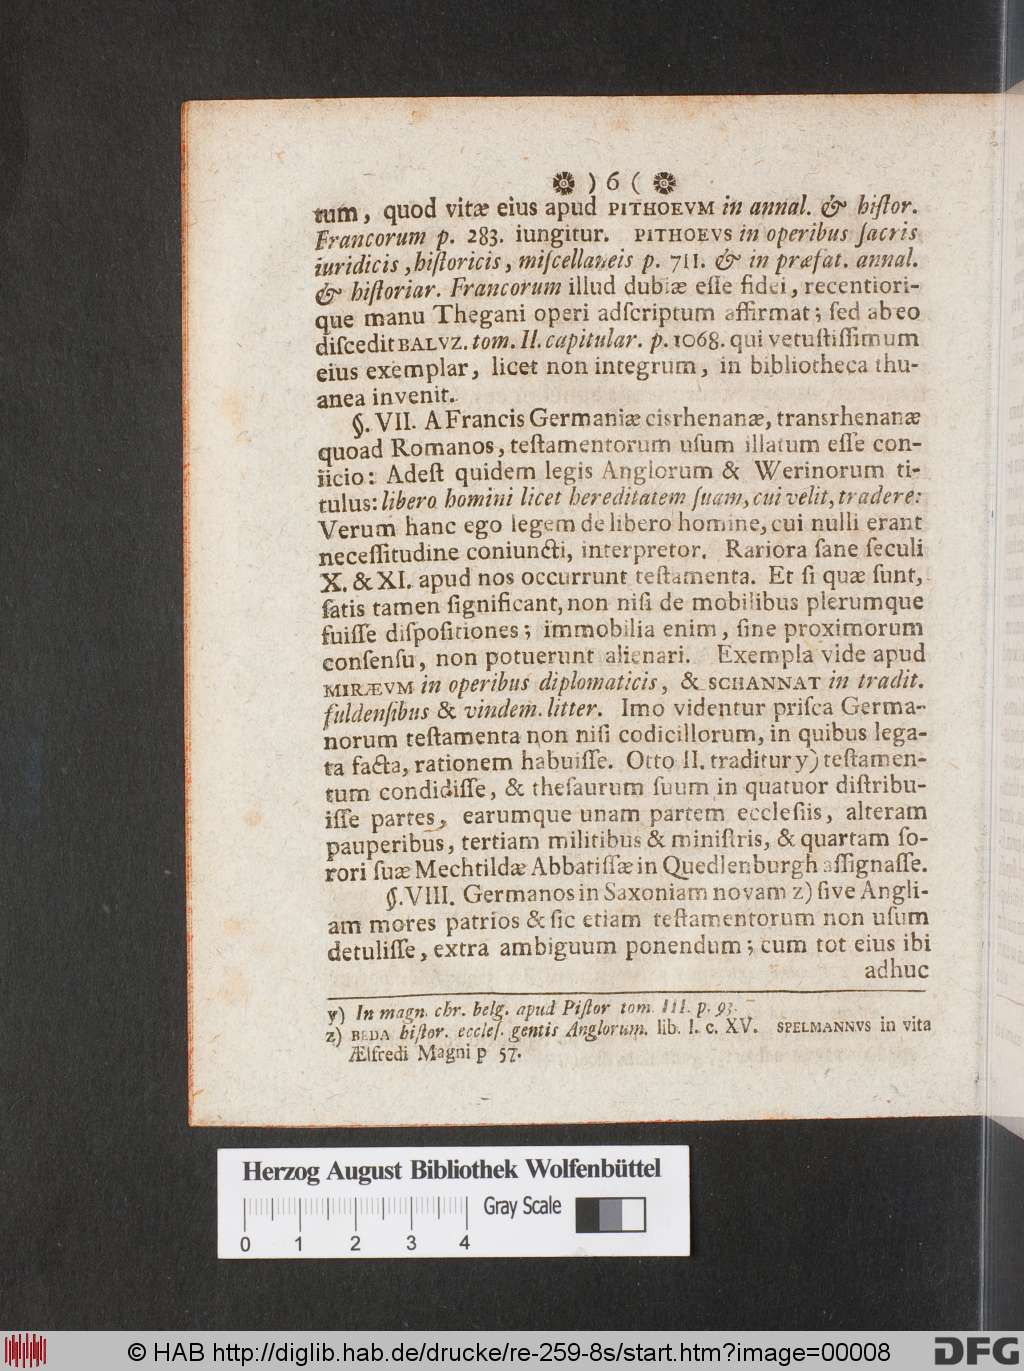 ) 6 (
tum, quod vitæ eius apud PITHOEVM in annal. & hiſtor.
Francorum p. 283. iungitur. PITHOEVS in operibus ſacris
iuridicis, hiſtoricis, miſcellaneis p. 711. & in præfat. annal.
& hiſtoriar. Francorum illud dubiæ eſſe fidei, recentiori-
que manu Thegani operi adſcriptum affirmat; ſed ab eo
diſcedit BALVZ. tom. II. capitular. p. 1068. qui vetuſtiſſimum
eius exemplar, licet non integrum, in bibliotheca thu-
anea invenit.
§. VII. A Francis Germaniæ cisrhenanæ, transrhenanæ
quoad Romanos, teſtamentorum uſum illatum eſſe con-
iicio: Adeſt quidem legis Anglorum & Werinorum ti-
tulus: libero homini licet hereditatem ſuam, cui velit, tradere:
Verum hanc ego legem de libero homine, cui nulli erant
neceſſitudine coniuncti, interpretor. Rariora ſane ſeculi
X. & XI. apud nos occurrunt teſtamenta. Et ſi quæ ſunt,
ſatis tamen ſignificant, non niſi de mobilibus plerumque
fuiſſe diſpoſitiones; immobilia enim, ſine proximorum
conſenſu, non potuerunt alienari. Exempla vide apud
MIRÆVM in operibus diplomaticis, & SCHANNAT in tradit.
fuldenſibus & vindem. litter. Imo videntur priſca Germa-
norum teſtamenta non niſi codicillorum, in quibus lega-
ta facta, rationem habuiſſe. Otto II. traditur y) teſtamen-
tum condidiſſe, & theſaurum ſuum in quatuor diſtribu-
iſſe partes, earumque unam partem eccleſiis, alteram
pauperibus, tertiam militibus & miniſtris, & quartam ſo-
rori ſuæ Mechtildæ Abbatiſſæ in Quedlenburgh aſſignaſſe.
§. VIII. Germanos in Saxoniam novam z) ſive Angli-
am mores patrios & ſic etiam teſtamentorum non uſum
detuliſſe, extra ambiguum ponendum; cum tot eius ibi
adhuc
y) In magn. chr. belg. apud Piſtor tom. III. p. 93.
z) BEDA hiſtor. eccleſ. gentis Anglorum. lib. I. c. XV. SPELMANNVS in vita
Ælfredi Magni p 57.
Herzog August Bibliothek Wolfenbüttel
Gray Scale
0 1 2 3 4
© HAB http://diglib.hab.de/drucke/re-259-8s/start.htm?image=00008
DFG